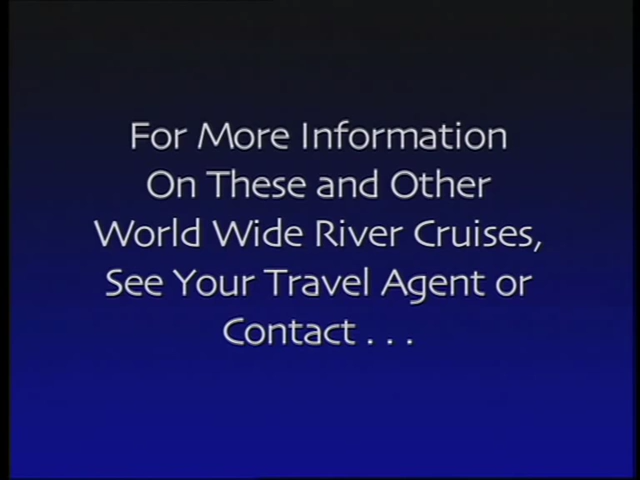 For More Information
On These and Other
World Wide River Cruises,
See Your Travel Agent or
Contact . . .